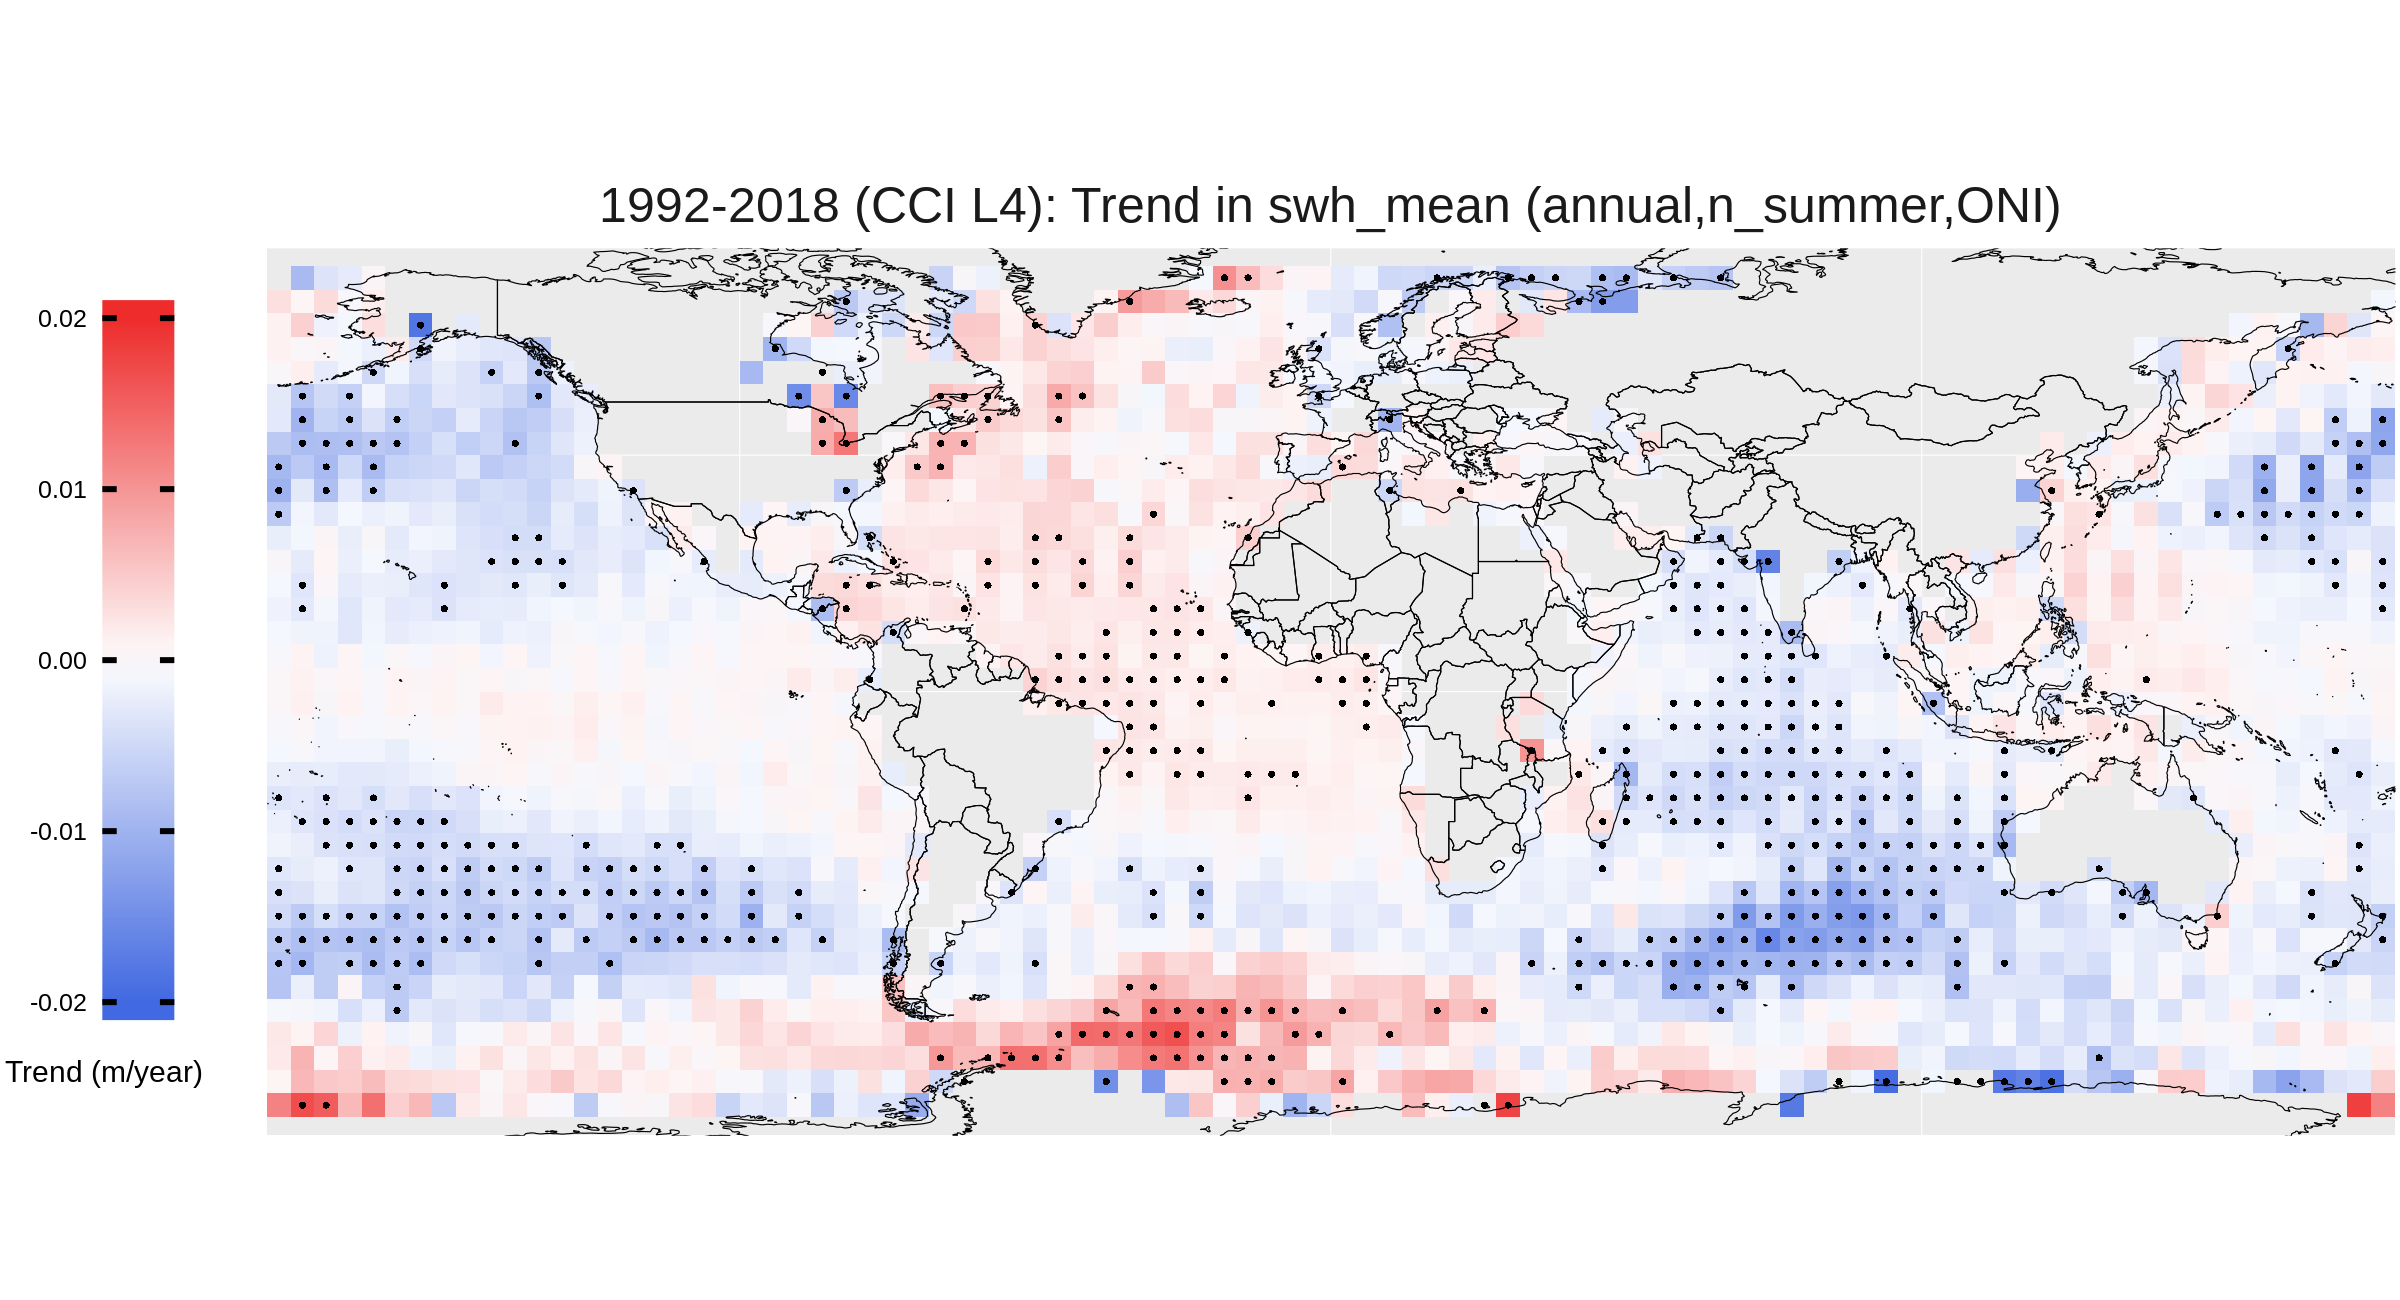 1992-2018 (CCI L4): Trend in swh_mean (annual,n_summer,ONI)
0.02
0.01
0.00
-0.01
-0.02
Trend (m/year)